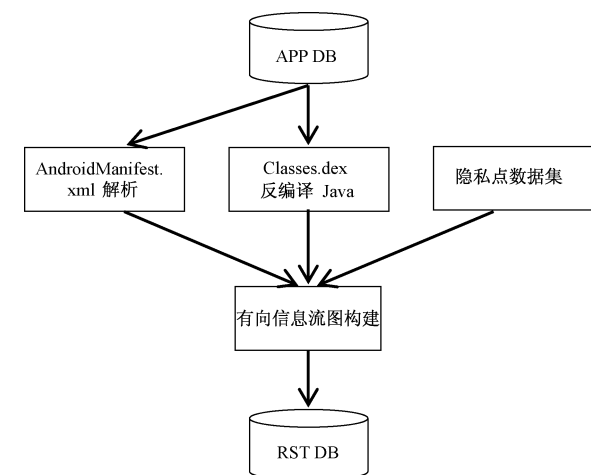 APP DB
AndroidManifest.
xml 解析
Classes.dex
反编译 Java
隐私点数据集
有向信息流图构建
RST DB